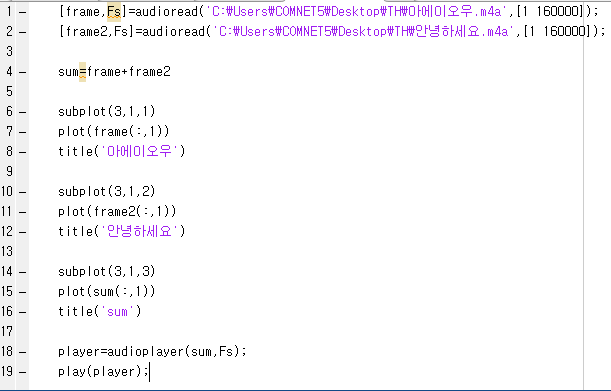 1 – [frame,Fs]=audioread('C:₩Users₩COMNET5₩Desktop₩TH₩아에이오우.m4a',[1 160000]);
2 – [frame2,Fs]=audioread('C:₩Users₩COMNET5₩Desktop₩TH₩안녕하세요.m4a',[1 160000]);
3
4 – sum=frame+frame2
5
6 – subplot(3,1,1)
7 – plot(frame(:,1))
8 – title('아에이오우')
9
10 – subplot(3,1,2)
11 – plot(frame2(:,1))
12 – title('안녕하세요')
13
14 – subplot(3,1,3)
15 – plot(sum(:,1))
16 – title('sum')
17
18 – player=audioplayer(sum,Fs);
19 – play(player);